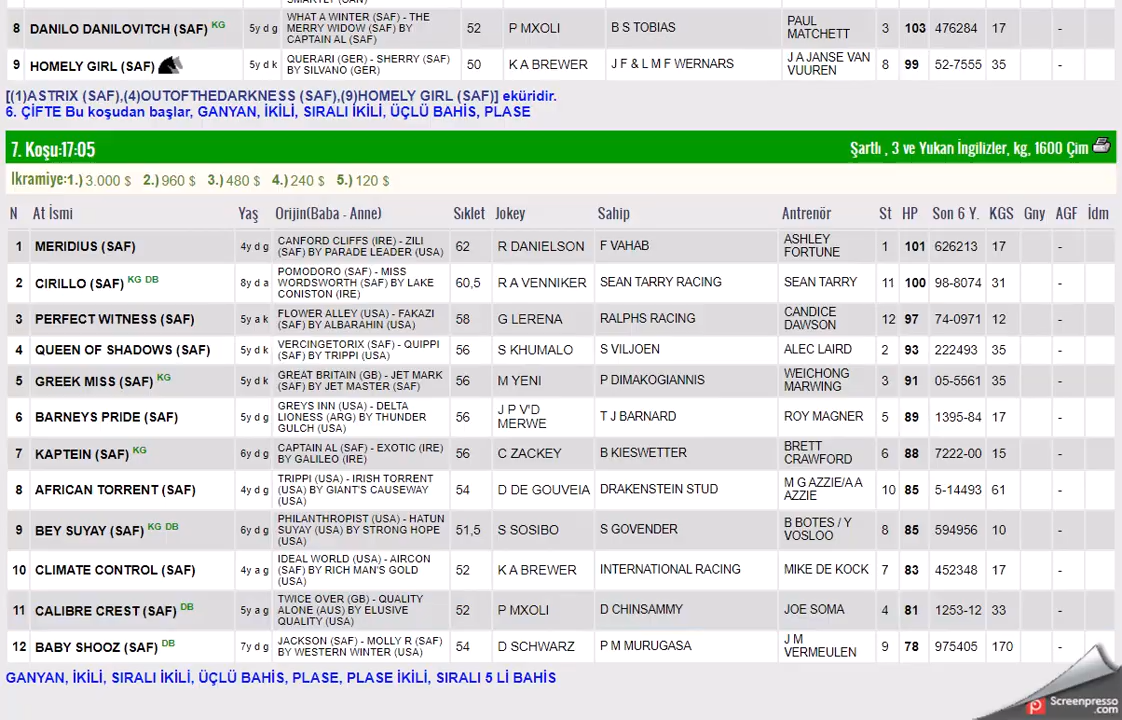 SMARTLY (CAN)
8 DANILO DANILOVITCH (SAF) KG 5y d g WHAT A WINTER (SAF) - THE MERRY WIDOW (SAF) BY CAPTAIN AL (SAF) 52 P MXOLI B S TOBIAS PAUL MATCHETT 3 103 476284 17 -
9 HOMELY GIRL (SAF) 5y d k QUERARI (GER) - SHERRY (SAF) BY SILVANO (GER) 50 K A BREWER J F & L M F WERNARS J A JANSE VAN VUUREN 8 99 52-7555 35 -
[(1)ASTRIX (SAF),(4)OUTOFTHEDARKNESS (SAF),(9)HOMELY GIRL (SAF)] eküridir.
6. ÇİFTE Bu koşudan başlar, GANYAN, İKİLİ, SIRALI İKİLİ, ÜÇLÜ BAHİS, PLASE
7. Koşu:17:05 Şartlı , 3 ve Yukarı İngilizler, kg, 1600 Çim
Ikramiye:1.) 3.000 $ 2.) 960 $ 3.) 480 $ 4.) 240 $ 5.) 120 $
N At İsmi Yaş Orijin(Baba - Anne) Sıklet Jokey Sahip Antrenör St HP Son 6 Y. KGS Gny AGF İdm
1 MERIDIUS (SAF) 4y d g CANFORD CLIFFS (IRE) - ZILI (SAF) BY PARADE LEADER (USA) 62 R DANIELSON F VAHAB ASHLEY FORTUNE 1 101 626213 17 -
2 CIRILLO (SAF) KG DB 8y d a POMODORO (SAF) - MISS WORDSWORTH (SAF) BY LAKE CONISTON (IRE) 60,5 R A VENNIKER SEAN TARRY RACING SEAN TARRY 11 100 98-8074 31 -
3 PERFECT WITNESS (SAF) 5y a k FLOWER ALLEY (USA) - FAKAZI (SAF) BY ALBARAHIN (USA) 58 G LERENA RALPHS RACING CANDICE DAWSON 12 97 74-0971 12 -
4 QUEEN OF SHADOWS (SAF) 5y d k VERCINGETORIX (SAF) - QUIPPI (SAF) BY TRIPPI (USA) 56 S KHUMALO S VILJOEN ALEC LAIRD 2 93 222493 35 -
5 GREEK MISS (SAF) KG 5y d k GREAT BRITAIN (GB) - JET MARK (SAF) BY JET MASTER (SAF) 56 M YENI P DIMAKOGIANNIS WEICHONG MARWING 3 91 05-5561 35 -
6 BARNEYS PRIDE (SAF) 5y d g GREYS INN (USA) - DELTA LIONESS (ARG) BY THUNDER GULCH (USA) 56 J P V'D MERWE T J BARNARD ROY MAGNER 5 89 1395-84 17 -
7 KAPTEIN (SAF) KG 6y d g CAPTAIN AL (SAF) - EXOTIC (IRE) BY GALILEO (IRE) 56 C ZACKEY B KIESWETTER BRETT CRAWFORD 6 88 7222-00 15 -
8 AFRICAN TORRENT (SAF) 4y d g TRIPPI (USA) - IRISH TORRENT (USA) BY GIANT'S CAUSEWAY (USA) 54 D DE GOUVEIA DRAKENSTEIN STUD M G AZZIE/A A AZZIE 10 85 5-14493 61 -
9 BEY SUYAY (SAF) KG DB 6y d g PHILANTHROPIST (USA) - HATUN SUYAY (USA) BY STRONG HOPE (USA) 51,5 S SOSIBO S GOVENDER B BOTES / Y VOSLOO 8 85 594956 10 -
10 CLIMATE CONTROL (SAF) 4y a g IDEAL WORLD (USA) - AIRCON (SAF) BY RICH MAN'S GOLD (USA) 52 K A BREWER INTERNATIONAL RACING MIKE DE KOCK 7 83 452348 17 -
11 CALIBRE CREST (SAF) DB 5y a g TWICE OVER (GB) - QUALITY ALONE (AUS) BY ELUSIVE QUALITY (USA) 52 P MXOLI D CHINSAMMY JOE SOMA 4 81 1253-12 33 -
12 BABY SHOOZ (SAF) DB 7y d g JACKSON (SAF) - MOLLY R (SAF) BY WESTERN WINTER (USA) 54 D SCHWARZ P M MURUGASA J M VERMEULEN 9 78 975405 170 -
GANYAN, İKİLİ, SIRALI İKİLİ, ÜÇLÜ BAHİS, PLASE, PLASE İKİLİ, SIRALI 5 Lİ BAHİS
Screenpresso.com